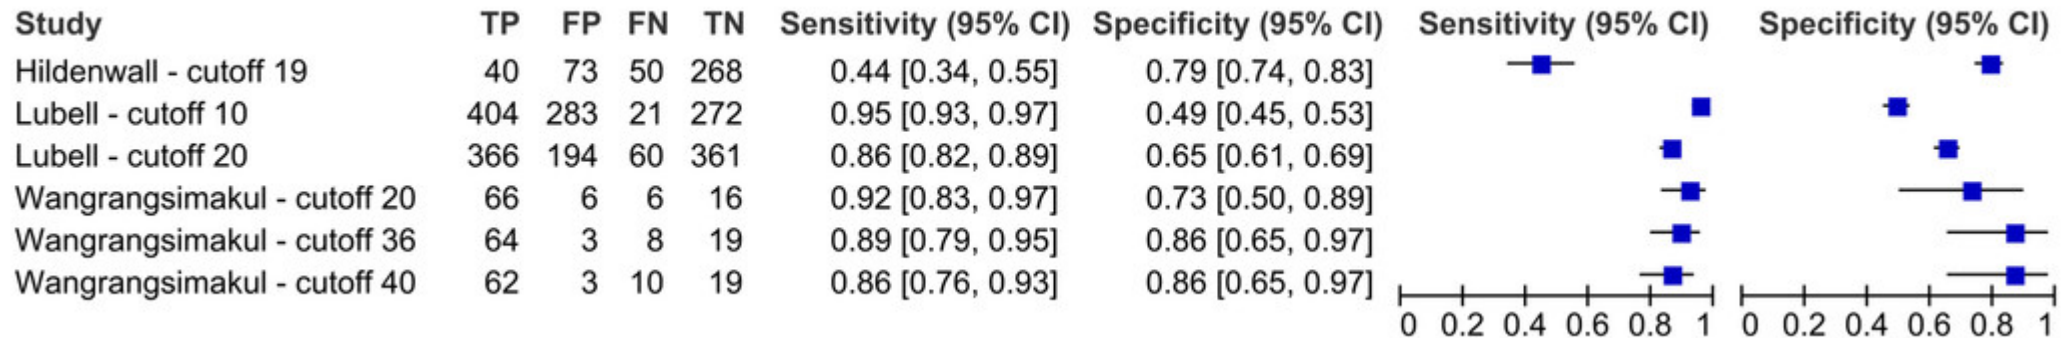 Study TP FP FN TN Sensitivity (95% CI) Specificity (95% CI) Sensitivity (95% CI) Specificity (95% CI)
Hildenwall - cutoff 19 40 73 50 268 0.44 [0.34, 0.55] 0.79 [0.74, 0.83]
Lubell - cutoff 10 404 283 21 272 0.95 [0.93, 0.97] 0.49 [0.45, 0.53]
Lubell - cutoff 20 366 194 60 361 0.86 [0.82, 0.89] 0.65 [0.61, 0.69]
Wangrangsimakul - cutoff 20 66 6 6 16 0.92 [0.83, 0.97] 0.73 [0.50, 0.89]
Wangrangsimakul - cutoff 36 64 3 8 19 0.89 [0.79, 0.95] 0.86 [0.65, 0.97]
Wangrangsimakul - cutoff 40 62 3 10 19 0.86 [0.76, 0.93] 0.86 [0.65, 0.97]
0 0.2 0.4 0.6 0.8 1 0 0.2 0.4 0.6 0.8 1